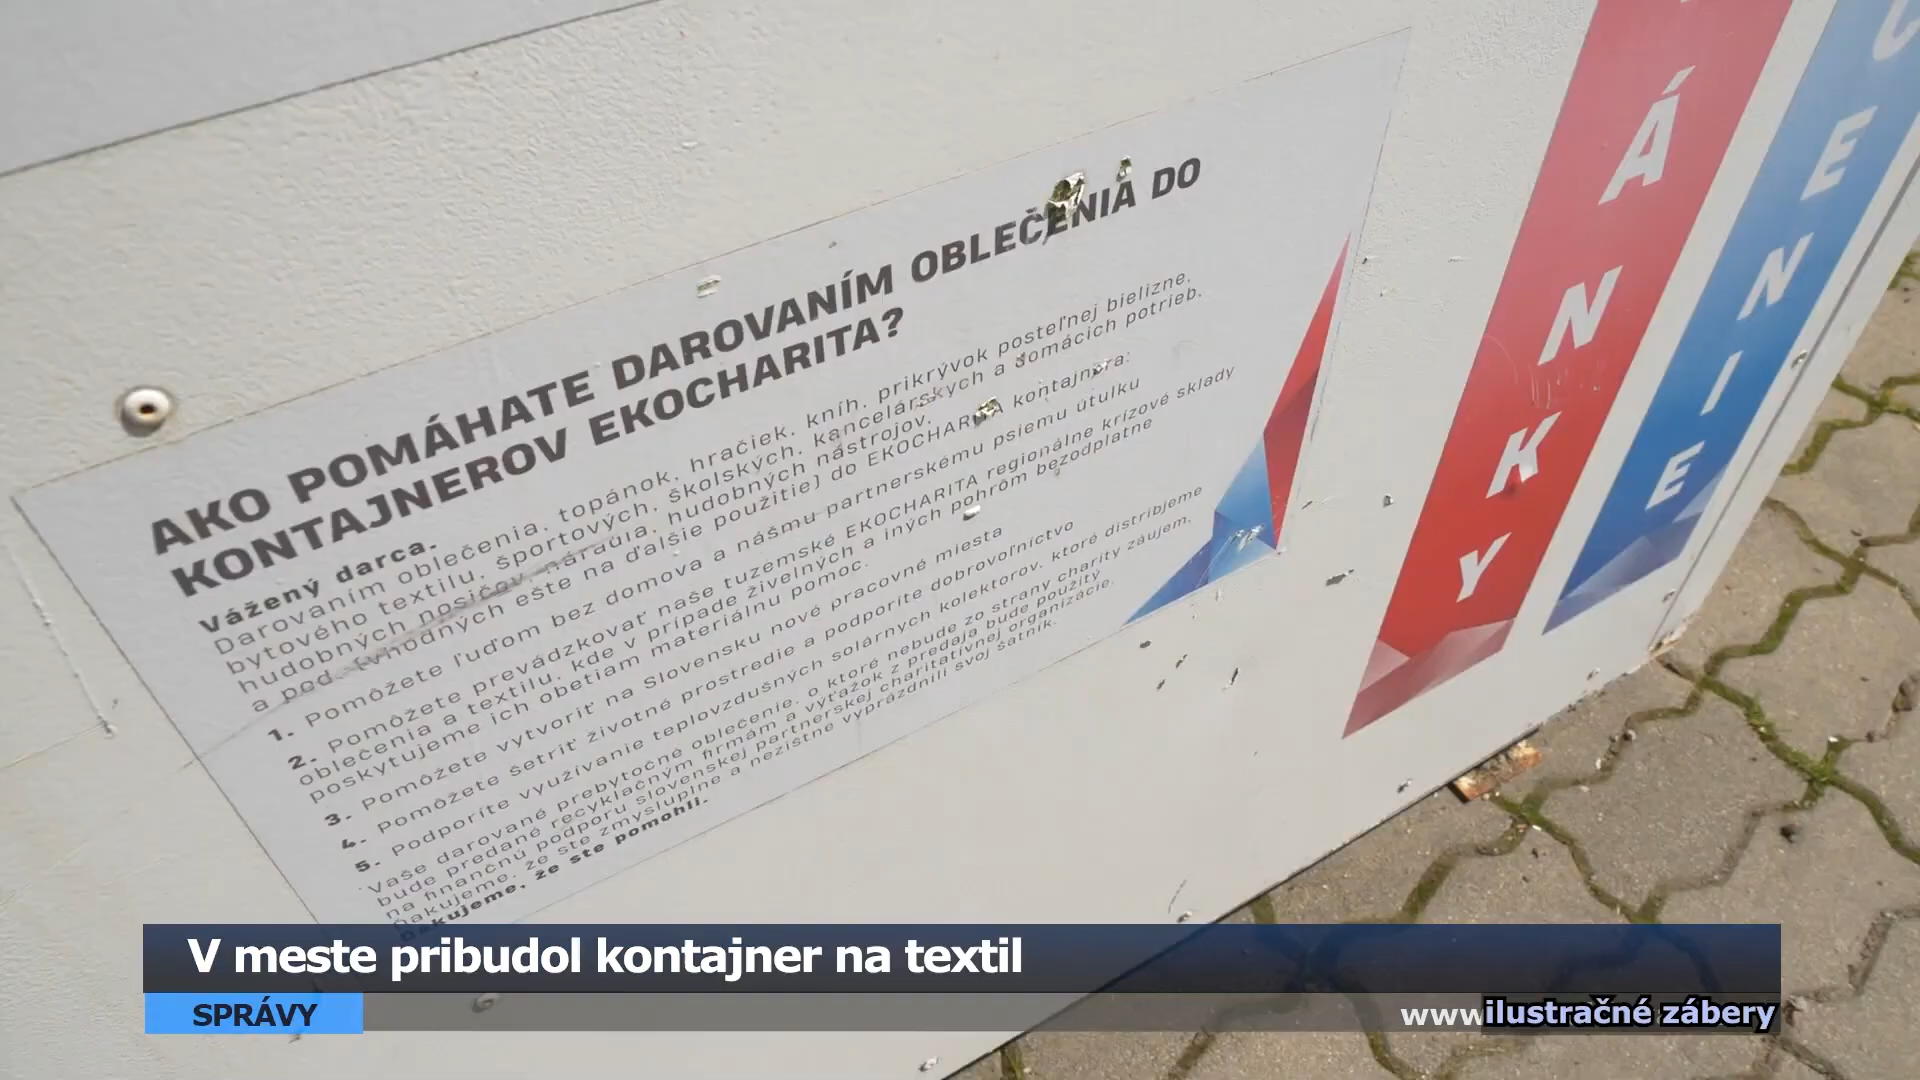 AKO POMÁHATE DAROVANÍM OBLEČENIA DO
KONTAJNEROV EKOCHARITA?
Vážený darca,
Darovaním oblečenia, topánok, hračiek, kníh, prikrývok posteľnej bielizne,
bytového textilu, športových, školských, kancelárskych a domácich potrieb,
hudobných nosičov, náradia, hudobných nástrojov,
a pod. (vhodných ešte na ďalšie použitie) do EKOCHARITA kontajnera:
1. Pomôžete ľuďom bez domova a nášmu partnerskému psiemu útulku
2. Pomôžete prevádzkovať naše tuzemské EKOCHARITA regionálne krízové sklady
oblečenia a textilu, kde v prípade živelných a iných pohrôm bezodplatne
poskytujeme ich obetiam materiálnu pomoc.
3. Pomôžete vytvoriť na Slovensku nové pracovné miesta
4. Pomôžete šetriť životné prostredie a podporíte dobrovoľníctvo
5. Podporíte využívanie teplovzdušných solárnych kolektorov, ktoré distribjeme
Vaše darované prebytočné oblečenie, o ktoré nebude zo strany charity záujem,
bude predané recyklačným firmám a výťažok z predaja bude použitý
na finančnú podporu slovenskej partnerskej charitatívnej organizácie.
Ďakujeme, že ste zmysluplne a nezištne vyprázdnili svoj šatník.
Ďakujeme, že ste pomohli.
ÁNKY
CENIE
V meste pribudol kontajner na textil
SPRÁVY
www
ilustračné zábery